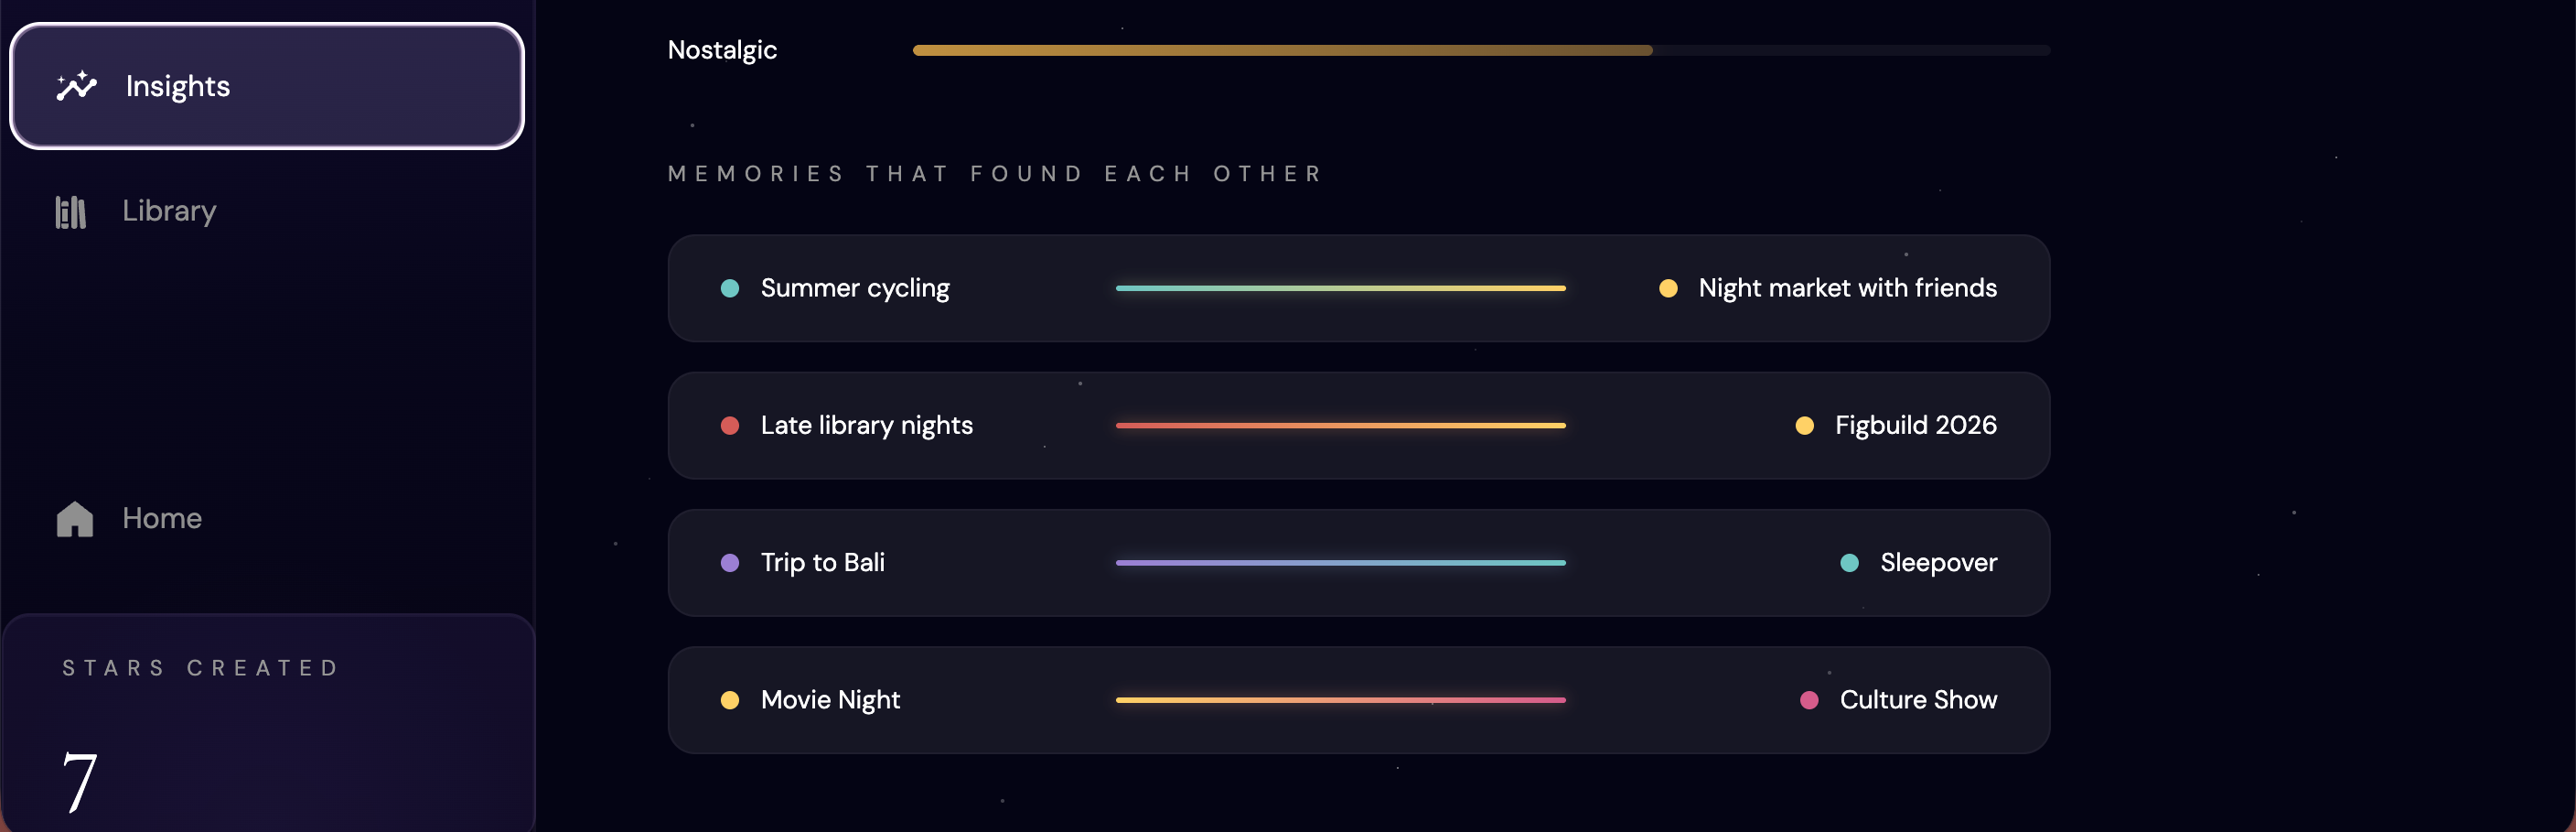 Insights
Library
Home
STARS CREATED
7
Nostalgic
MEMORIES THAT FOUND EACH OTHER
Summer cycling
Night market with friends
Late library nights
Figbuild 2026
Trip to Bali
Sleepover
Movie Night
Culture Show